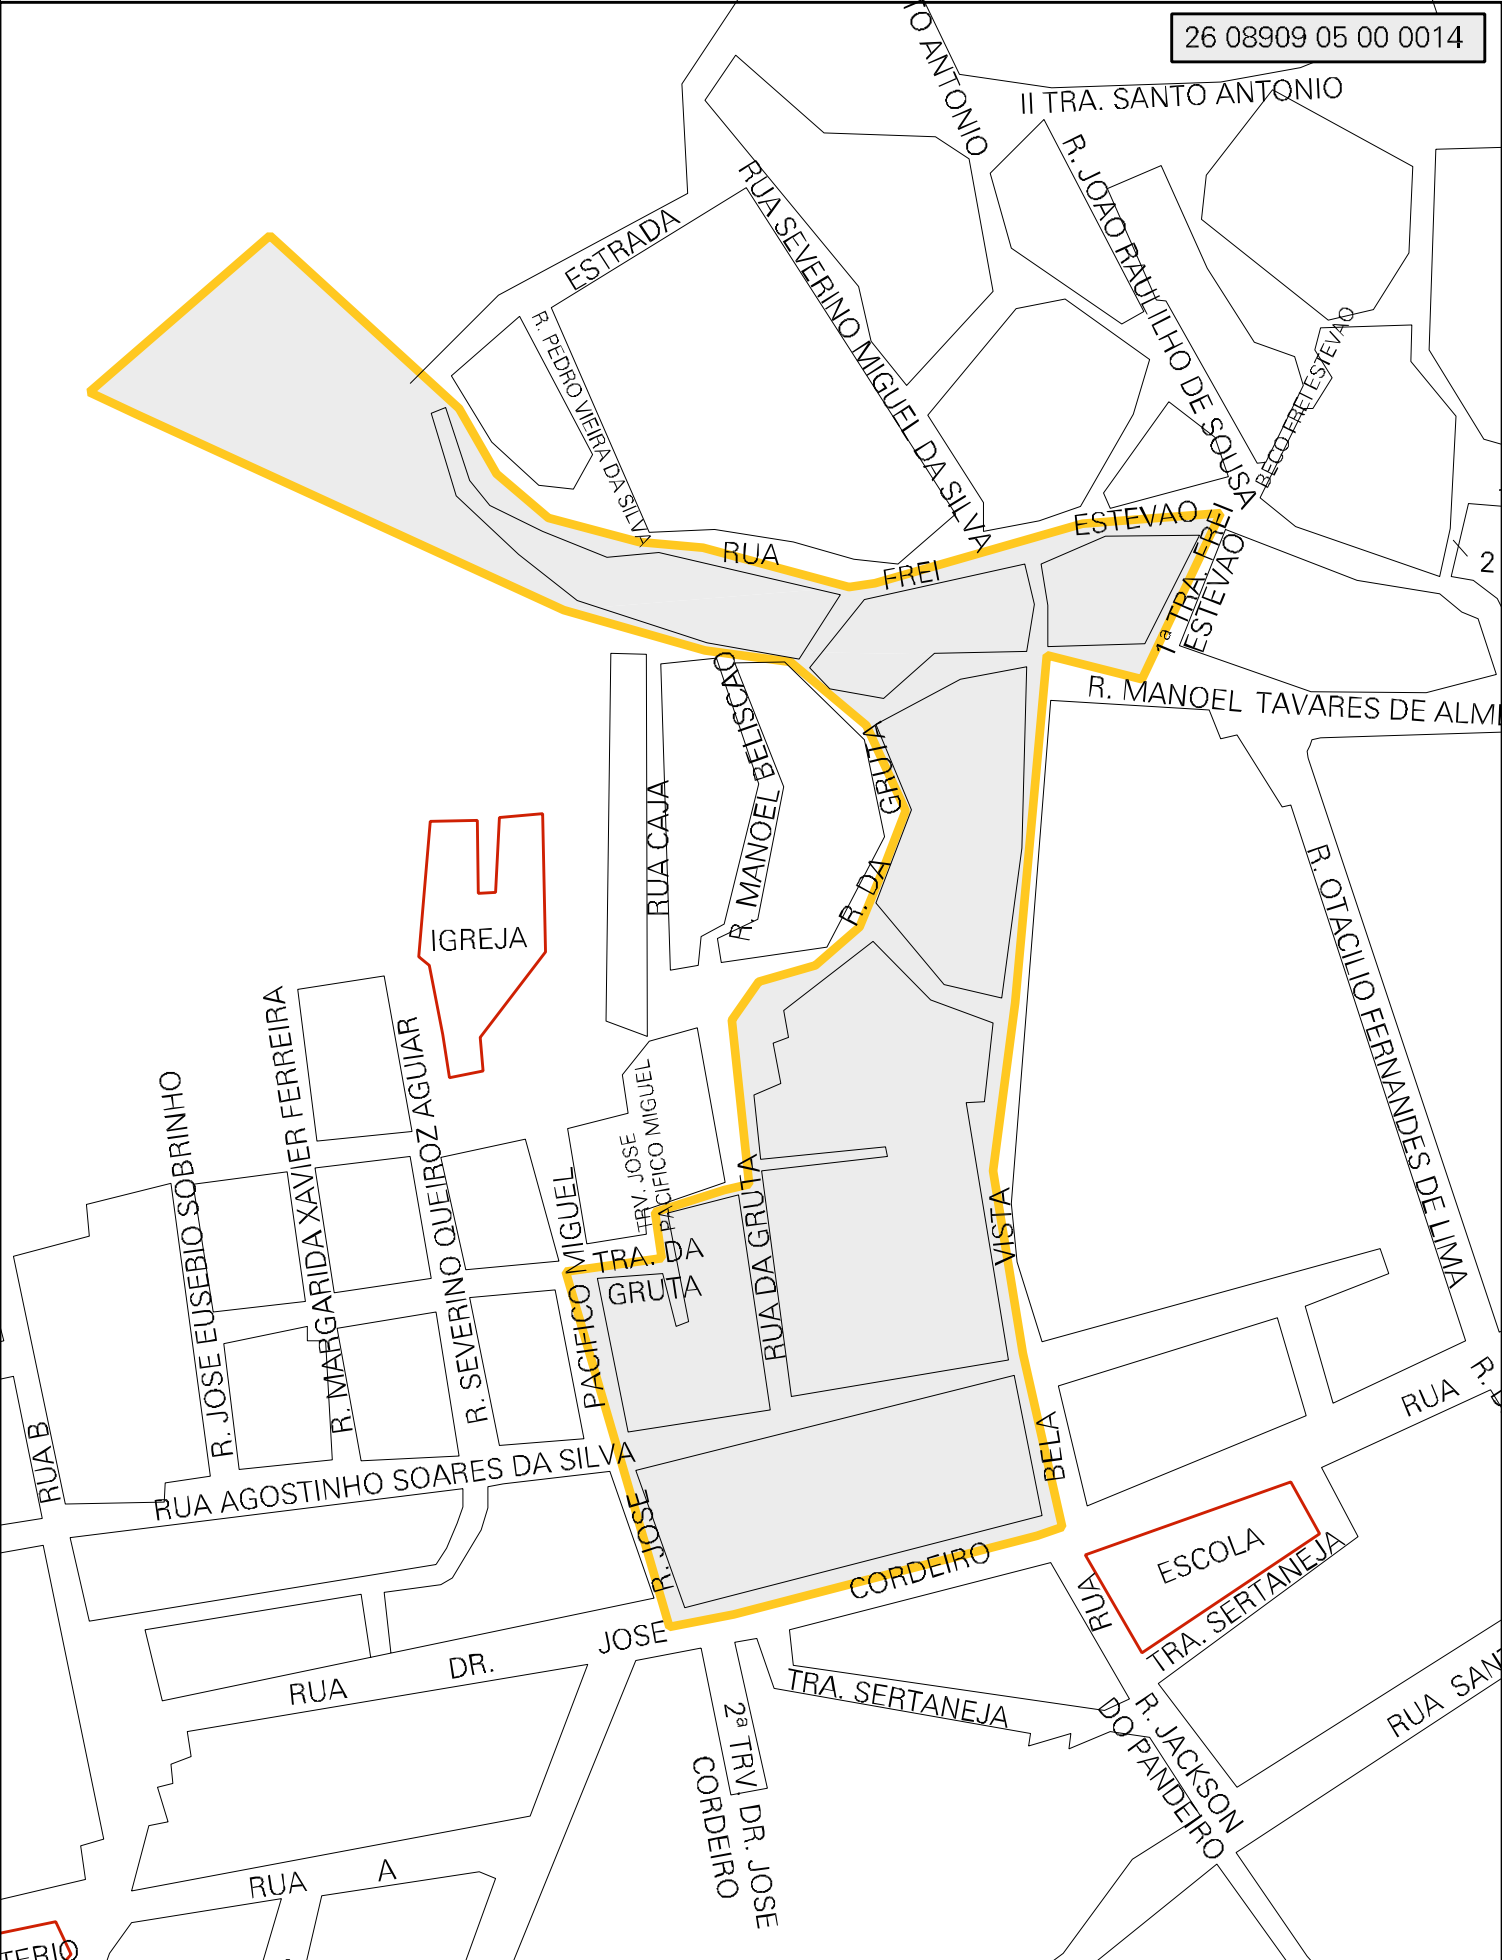 26 08909 05 00 0014
TO ANTONIO
II TRA. SANTO ANTONIO
R. JOAO RAULILHO DE SOUSA
RUA SEVERINO MIGUEL DA SILVA
ESTRADA
R. PEDRO VIEIRA DA SILVA
BECO FREI ESTEVAO
RUA FREI ESTEVAO
1ª TRA. FREI
ESTEVAO
2
R. MANOEL TAVARES DE ALME
R. MANOEL BELISCAO
RUA CAJA
R. DA GRUTA
IGREJA
R. OTACILIO FERNANDES DE LIMA
R. JOSE EUSEBIO SOBRINHO
R. MARGARIDA XAVIER FERREIRA
R. SEVERINO QUEIROZ AGUIAR
TRV. JOSE
PACIFICO MIGUEL
R. JOSE PACIFICO MIGUEL
TRA. DA
GRUTA
RUA DA GRUTA
RUA BELA VISTA
RUA B
RUA AGOSTINHO SOARES DA SILVA
RUA
R. D
ESCOLA
TRA. SERTANEJA
RUA DR. JOSE CORDEIRO
TRA. SERTANEJA
RUA SANT
R. JACKSON
DO PANDEIRO
2ª TRV. DR. JOSE
CORDEIRO
RUA A
TERIO